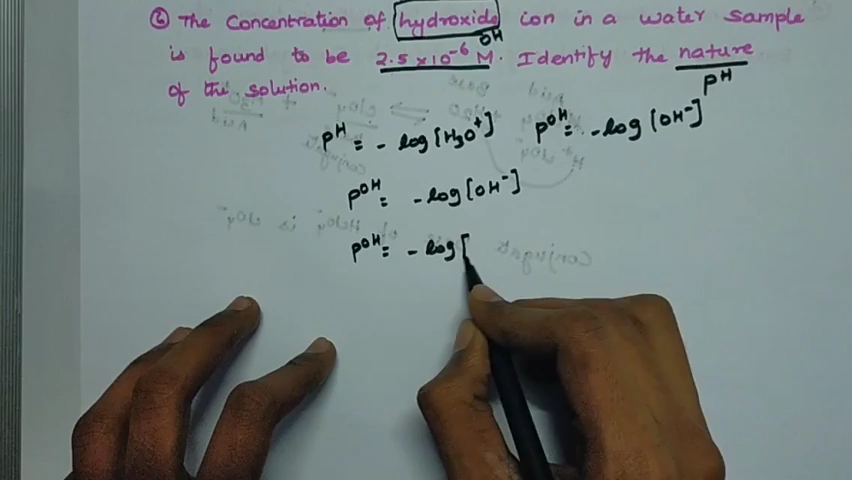 ⑥ The Concentration of hydroxide ion in a water sample
OH
is found to be 2.5 x10⁻⁶ M. Identify the nature
of the solution.
pH
pH = - log [H₃O⁺] pOH = - log [OH⁻]
pOH = - log [OH⁻]
pOH = - log [